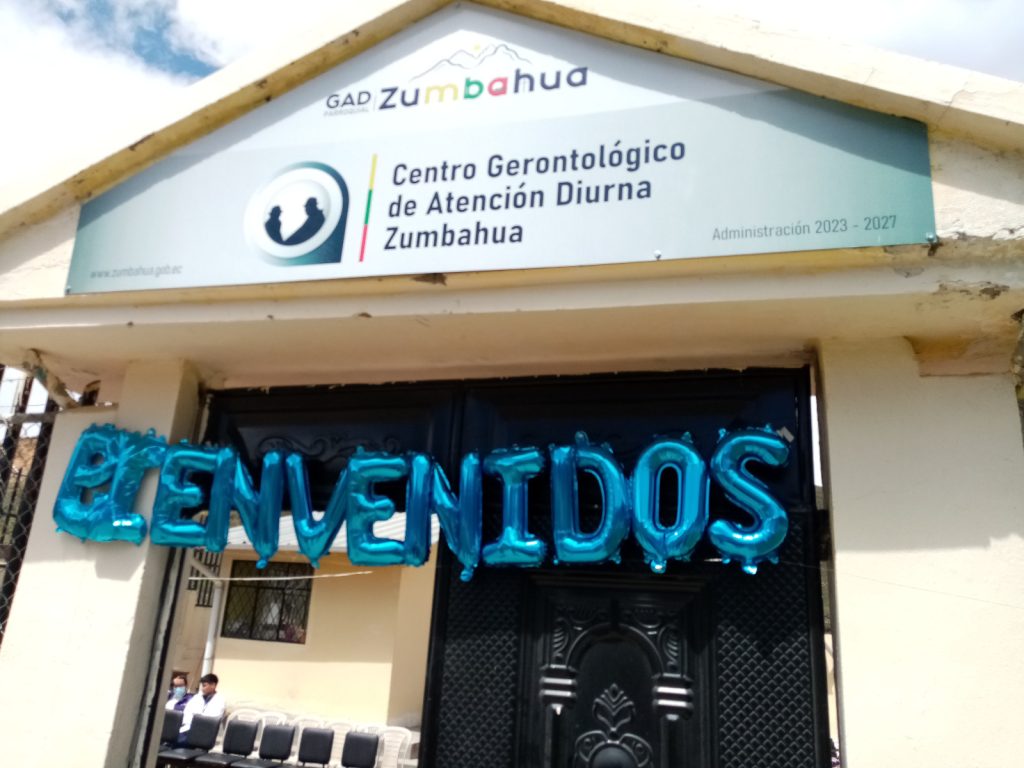 GAD
PARROQUIAL
Zumbahua
Centro Gerontológico
de Atención Diurna
Zumbahua
Administración 2023 - 2027
www.zumbahua.gob.ec
BIENVENIDOS